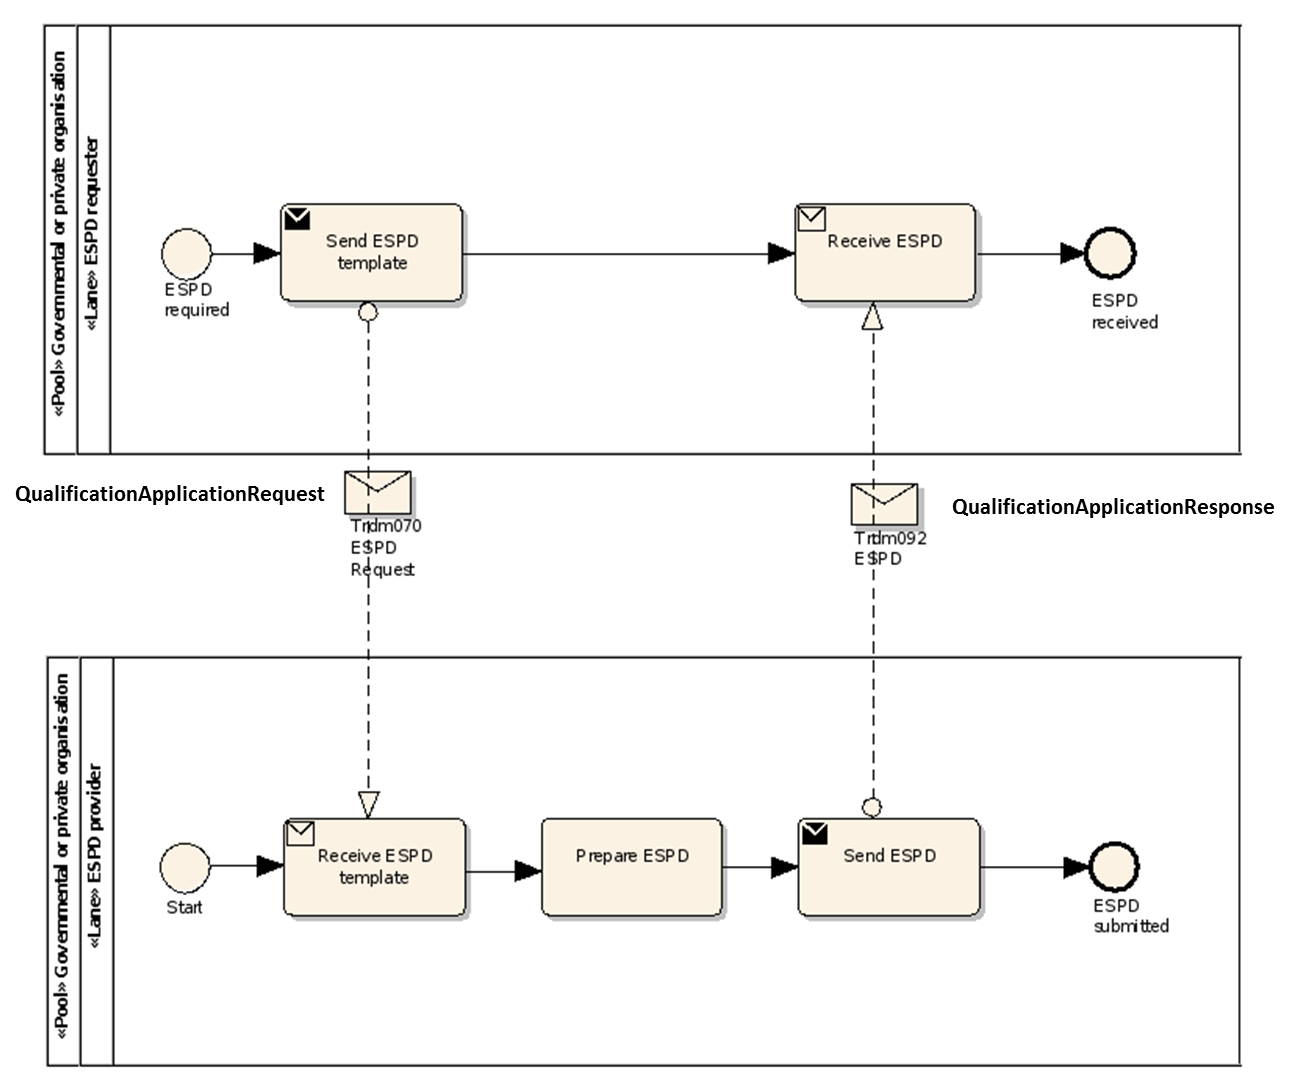 «Pool» Governmental or private organisation
«Lane» ESPD requester
Send ESPD
template
Receive ESPD
ESPD
required
ESPD
received
QualificationApplicationRequest
Trdm070
ESPD
Request
Trdm092
ESPD
QualificationApplicationResponse
«Pool» Governmental or private organisation
«Lane» ESPD provider
Start
Receive ESPD
template
Prepare ESPD
Send ESPD
ESPD
submitted